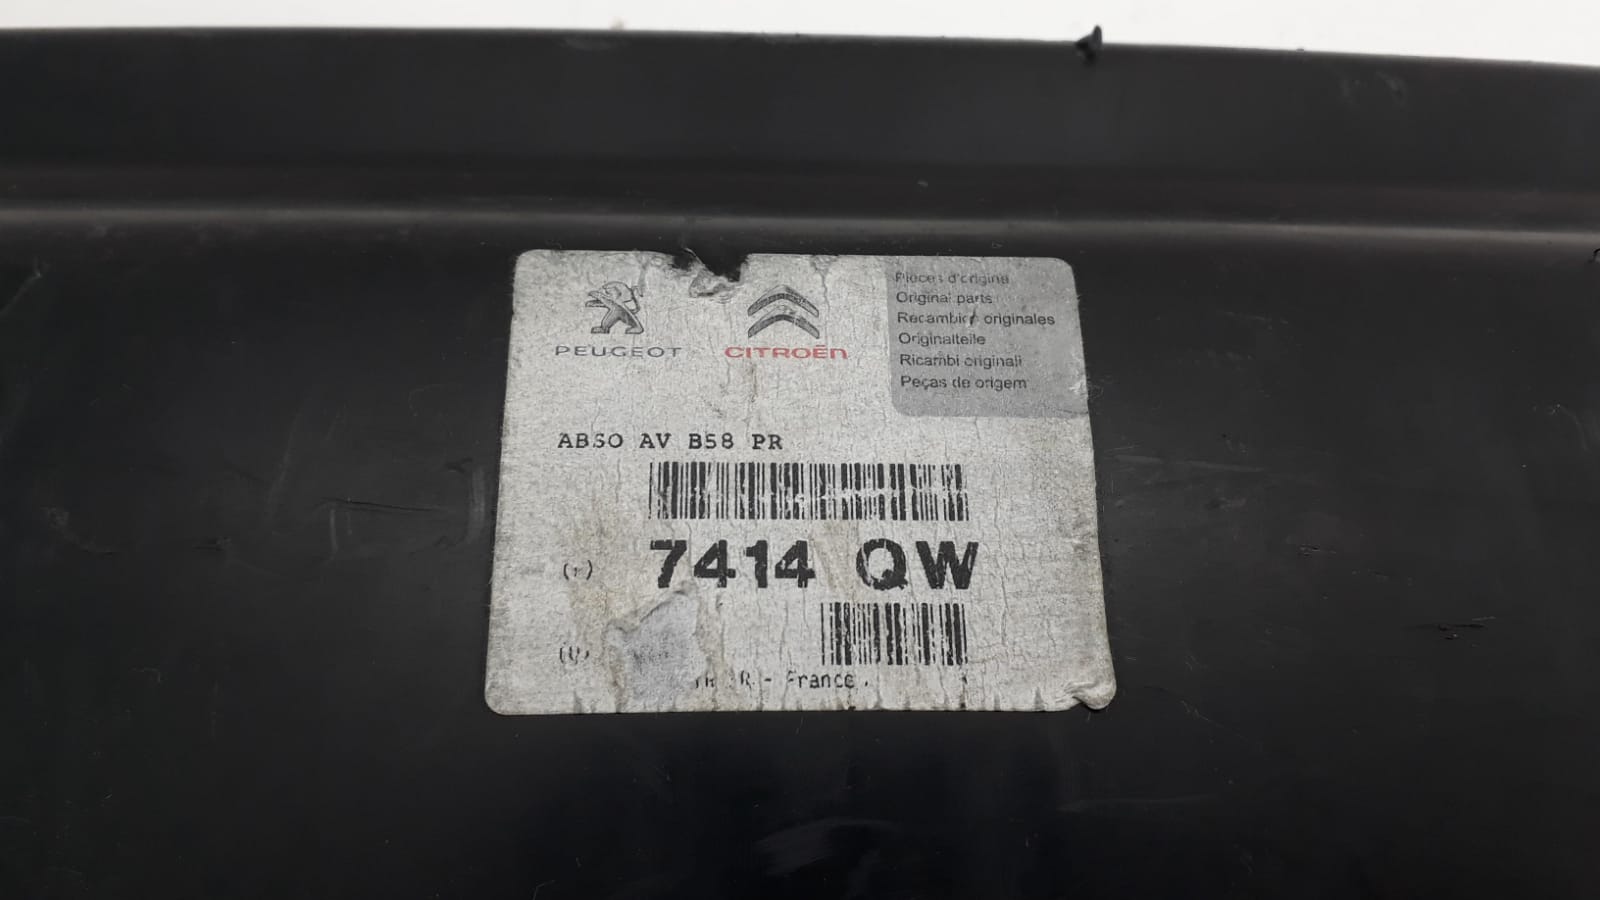 PEUGEOT
CITROËN
Pièces d'origine
Original parts
Recambios originales
Originalteile
Ricambi originali
Peças de origem
ABSO AV B58 PR
7414 QW
R - France